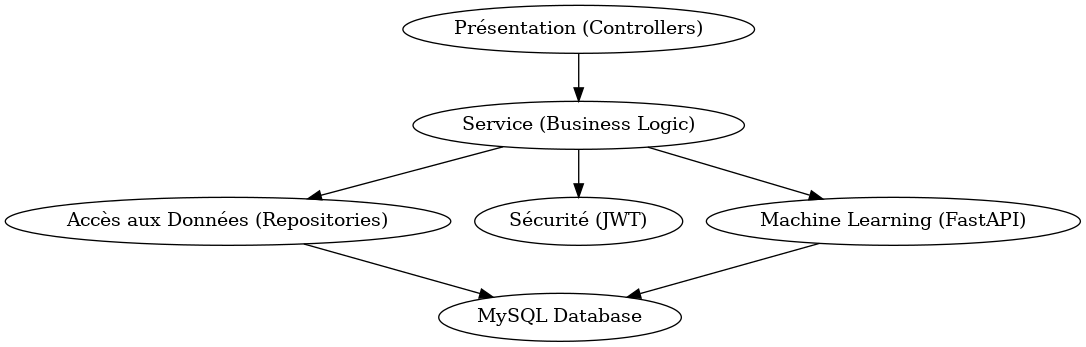 Présentation (Controllers)
Service (Business Logic)
Accès aux Données (Repositories)
Sécurité (JWT)
Machine Learning (FastAPI)
MySQL Database